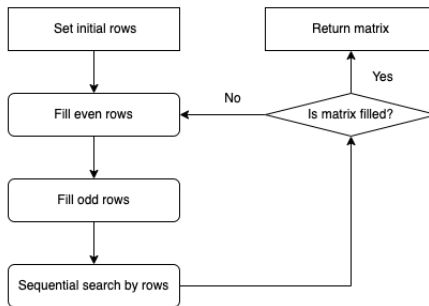 Set initial rows
Return matrix
Yes
No
Fill even rows
Is matrix filled?
Fill odd rows
Sequential search by rows